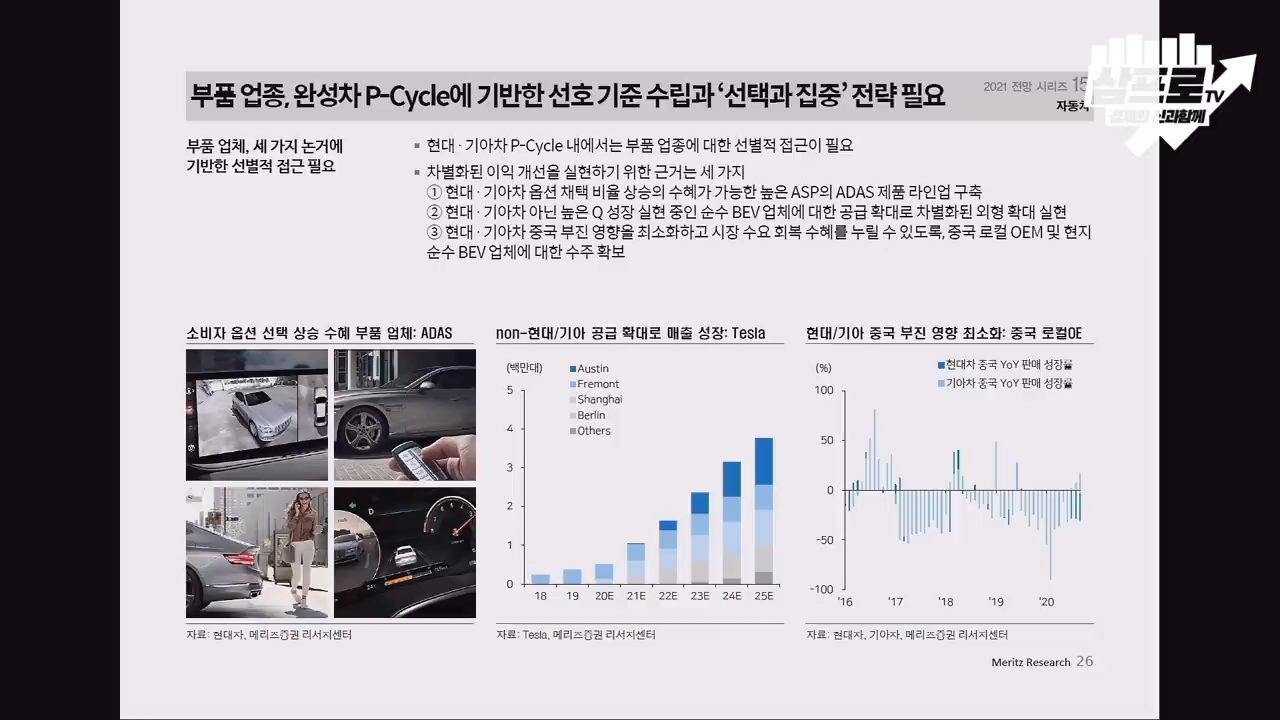 부품 업종, 완성차 P-Cycle에 기반한 선호 기준 수립과 ‘선택과 집중’ 전략 필요
2021 전망 시리즈 15
자동차
삼프로TV
경제의 신과함께
부품 업체, 세 가지 논거에
기반한 선별적 접근 필요
■ 현대·기아차 P-Cycle 내에서는 부품 업종에 대한 선별적 접근이 필요
■ 차별화된 이익 개선을 실현하기 위한 근거는 세 가지
① 현대·기아차 옵션 채택 비율 상승의 수혜가 가능한 높은 ASP의 ADAS 제품 라인업 구축
② 현대·기아차 아닌 높은 Q 성장 실현 중인 순수 BEV 업체에 대한 공급 확대로 차별화된 외형 확대 실현
③ 현대·기아차 중국 부진 영향을 최소화하고 시장 수요 회복 수혜를 누릴 수 있도록, 중국 로컬 OEM 및 현지
순수 BEV 업체에 대한 수주 확보
소비자 옵션 선택 상승 수혜 부품 업체: ADAS
자료: 현대차, 메리츠증권 리서치센터
non-현대/기아 공급 확대로 매출 성장: Tesla
(백만대)
Austin
Fremont
Shanghai
Berlin
Others
5
4
3
2
1
0
18 19 20E 21E 22E 23E 24E 25E
자료: Tesla, 메리츠증권 리서치센터
현대/기아 중국 부진 영향 최소화: 중국 로컬OE
(%)
현대차 중국 YoY 판매 성장률
기아차 중국 YoY 판매 성장률
100
50
0
-50
-100
'16 '17 '18 '19 '20
자료: 현대차, 기아차, 메리츠증권 리서치센터
Meritz Research 26